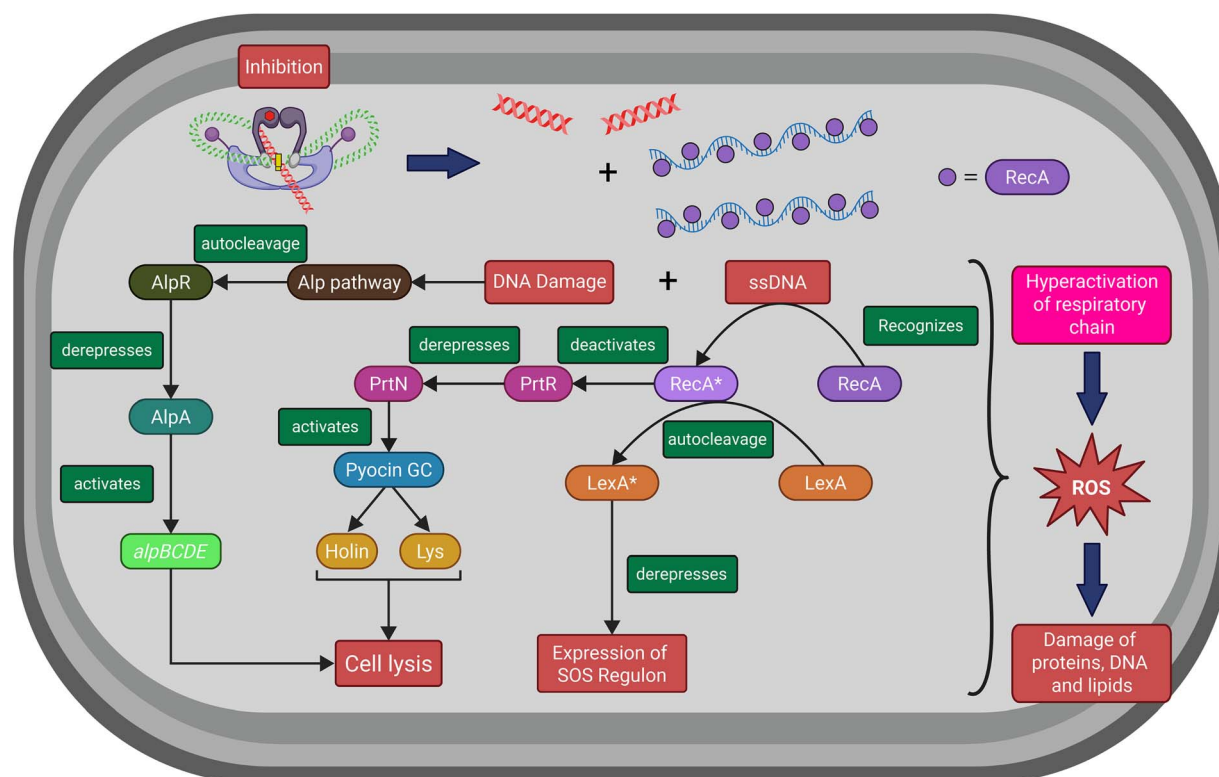 Inhibition
+
= RecA
autocleavage
AlpR
Alp pathway
DNA Damage
+
ssDNA
Hyperactivation
of respiratory
chain
Recognizes
derepresses
derepresses
deactivates
PrtN
PrtR
RecA*
RecA
AlpA
activates
autocleavage
activates
Pyocin GC
LexA*
LexA
ROS
alpBCDE
Holin
Lys
derepresses
Cell lysis
Expression of
SOS Regulon
Damage of
proteins, DNA
and lipids